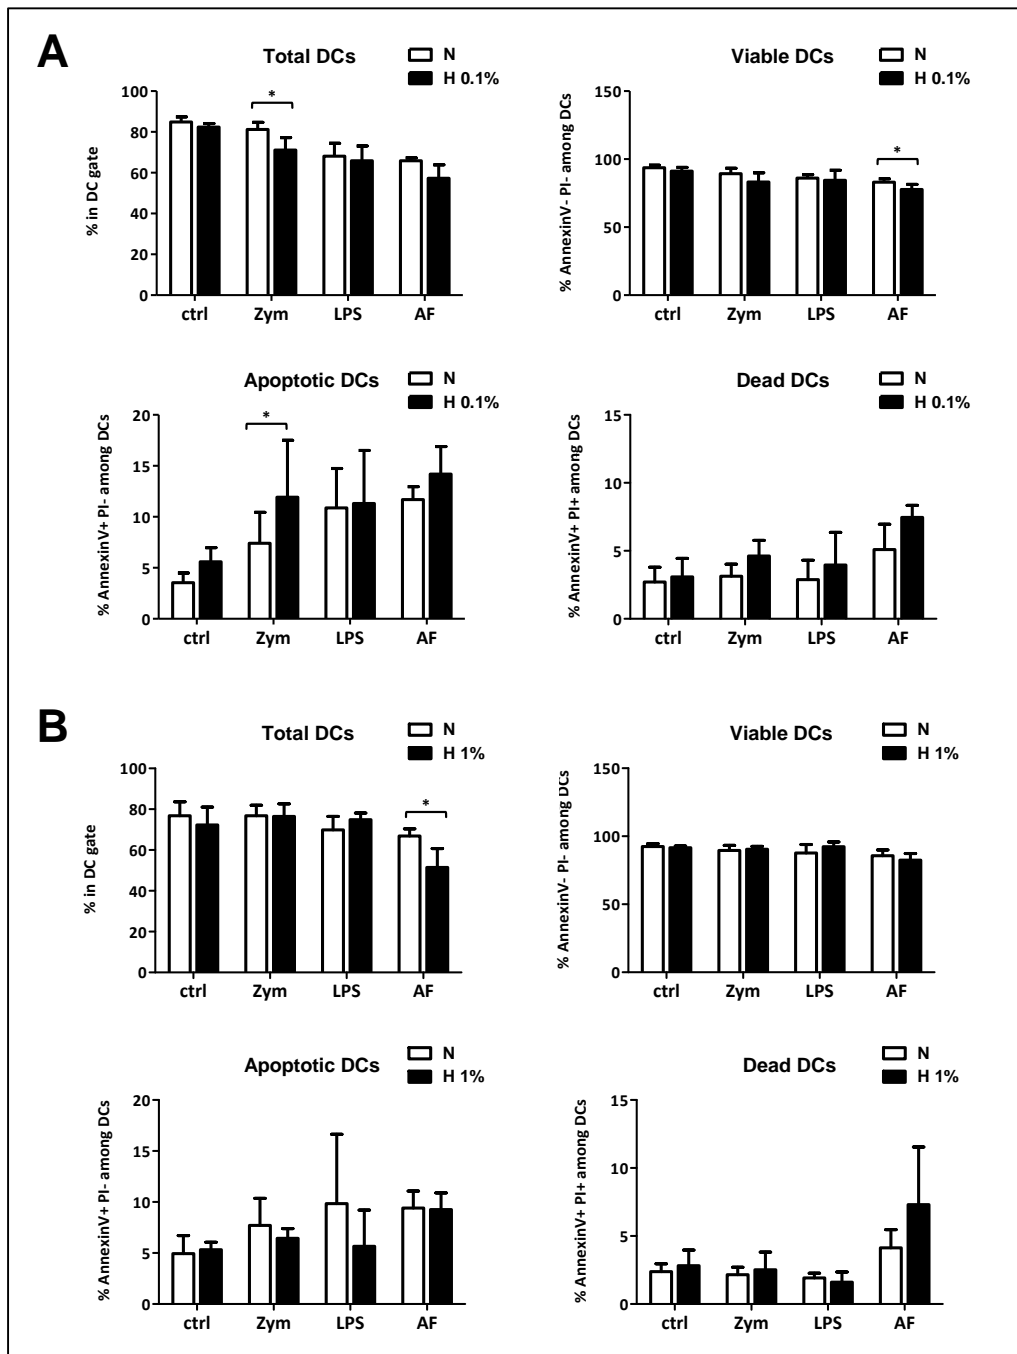 A
Total DCs
N
H 0.1%
% in DC gate
100
80
60
40
20
0
*
ctrl Zym LPS AF
Viable DCs
N
H 0.1%
% AnnexinV- PI- among DCs
150
100
50
0
*
ctrl Zym LPS AF
Apoptotic DCs
N
H 0.1%
% AnnexinV+ PI- among DCs
20
15
10
5
0
*
ctrl Zym LPS AF
Dead DCs
N
H 0.1%
% AnnexinV+ PI+ among DCs
15
10
5
0
ctrl Zym LPS AF
B
Total DCs
N
H 1%
% in DC gate
100
80
60
40
20
0
*
ctrl Zym LPS AF
Viable DCs
N
H 1%
% AnnexinV- PI- among DCs
150
100
50
0
ctrl Zym LPS AF
Apoptotic DCs
N
H 1%
% AnnexinV+ PI- among DCs
20
15
10
5
0
ctrl Zym LPS AF
Dead DCs
N
H 1%
% AnnexinV+ PI+ among DCs
15
10
5
0
ctrl Zym LPS AF